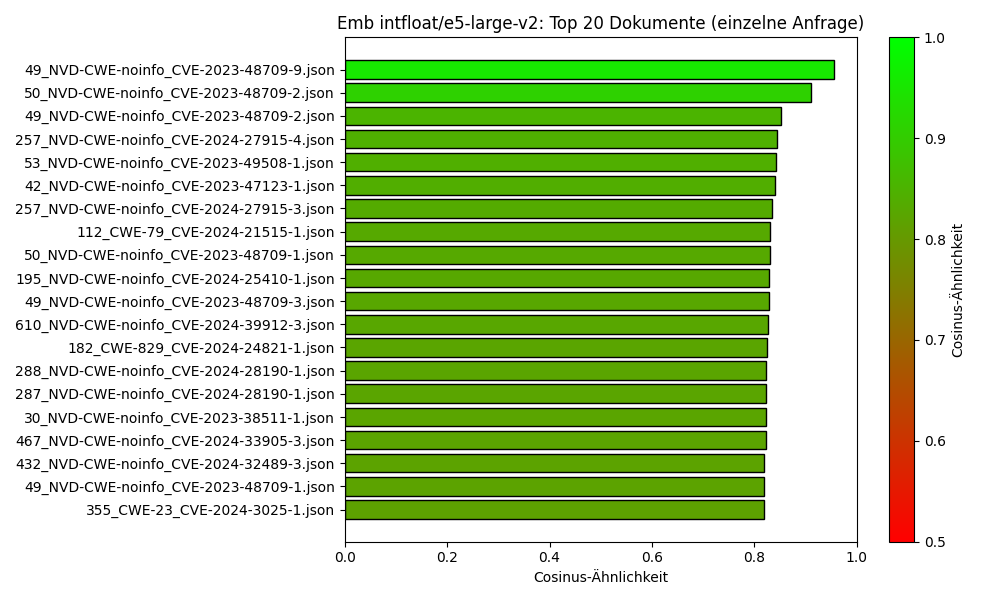 Emb intfloat/e5-large-v2: Top 20 Dokumente (einzelne Anfrage)
49_NVD-CWE-noinfo_CVE-2023-48709-9.json
50_NVD-CWE-noinfo_CVE-2023-48709-2.json
49_NVD-CWE-noinfo_CVE-2023-48709-2.json
257_NVD-CWE-noinfo_CVE-2024-27915-4.json
53_NVD-CWE-noinfo_CVE-2023-49508-1.json
42_NVD-CWE-noinfo_CVE-2023-47123-1.json
257_NVD-CWE-noinfo_CVE-2024-27915-3.json
112_CWE-79_CVE-2024-21515-1.json
50_NVD-CWE-noinfo_CVE-2023-48709-1.json
195_NVD-CWE-noinfo_CVE-2024-25410-1.json
49_NVD-CWE-noinfo_CVE-2023-48709-3.json
610_NVD-CWE-noinfo_CVE-2024-39912-3.json
182_CWE-829_CVE-2024-24821-1.json
288_NVD-CWE-noinfo_CVE-2024-28190-1.json
287_NVD-CWE-noinfo_CVE-2024-28190-1.json
30_NVD-CWE-noinfo_CVE-2023-38511-1.json
467_NVD-CWE-noinfo_CVE-2024-33905-3.json
432_NVD-CWE-noinfo_CVE-2024-32489-3.json
49_NVD-CWE-noinfo_CVE-2023-48709-1.json
355_CWE-23_CVE-2024-3025-1.json
0.0 0.2 0.4 0.6 0.8 1.0
Cosinus-Ähnlichkeit
1.0
0.9
0.8
0.7
0.6
0.5
Cosinus-Ähnlichkeit